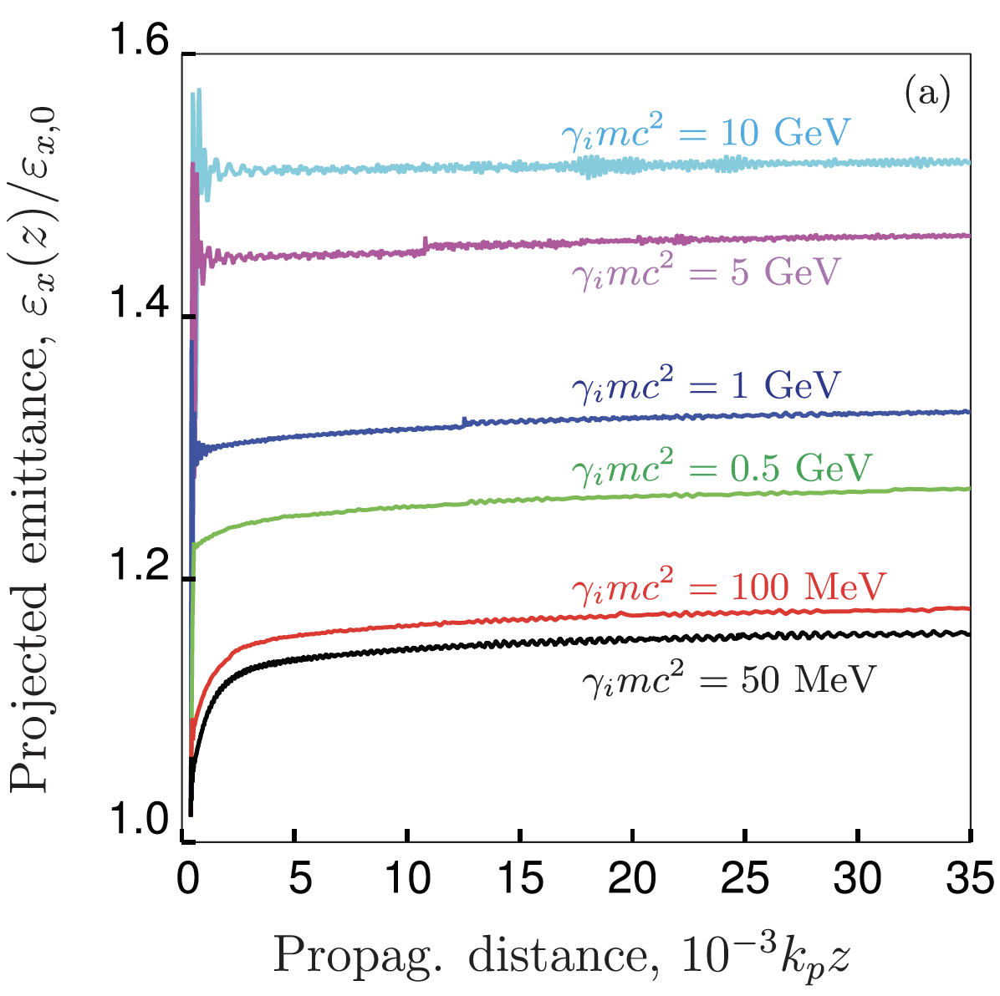 1.6
(a)
γᵢmc² = 10 GeV
γᵢmc² = 5 GeV
1.4
γᵢmc² = 1 GeV
γᵢmc² = 0.5 GeV
1.2
γᵢmc² = 100 MeV
γᵢmc² = 50 MeV
1.0
0 5 10 15 20 25 30 35
Propag. distance, 10⁻³kₚz
Projected emittance, εₓ(z)/εₓ,₀